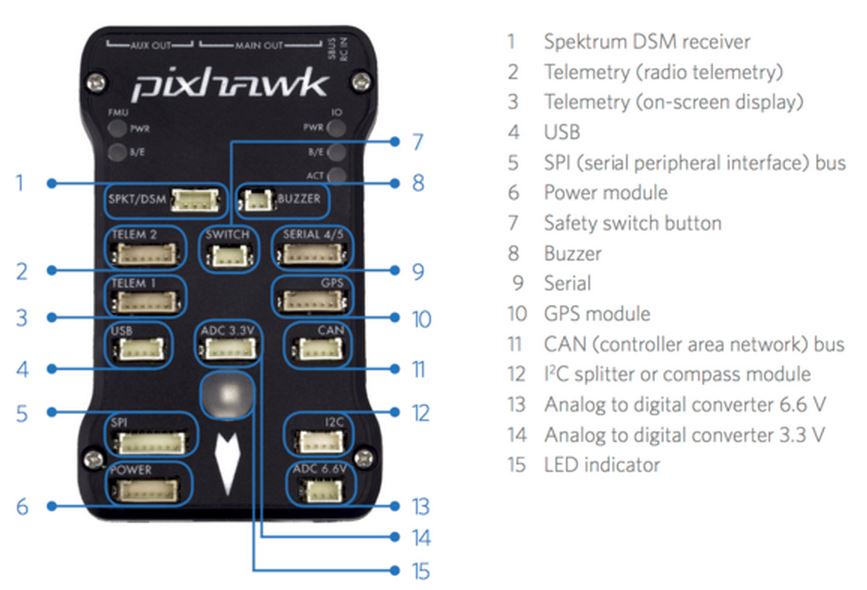 AUX OUT
MAIN OUT
SBUS
RC IN
pixhawk
FMU
IO
PWR
PWR
B/E
B/E
ACT
7
1
8
SPKT/DSM
BUZZER
TELEM 2
SWITCH
SERIAL 4/5
2
9
TELEM 1
GPS
3
10
USB
ADC 3.3V
CAN
4
11
5
12
SPI
I2C
POWER
ADC 6.6V
6
13
14
15
1 Spektrum DSM receiver
2 Telemetry (radio telemetry)
3 Telemetry (on-screen display)
4 USB
5 SPI (serial peripheral interface) bus
6 Power module
7 Safety switch button
8 Buzzer
9 Serial
10 GPS module
11 CAN (controller area network) bus
12 I²C splitter or compass module
13 Analog to digital converter 6.6 V
14 Analog to digital converter 3.3 V
15 LED indicator